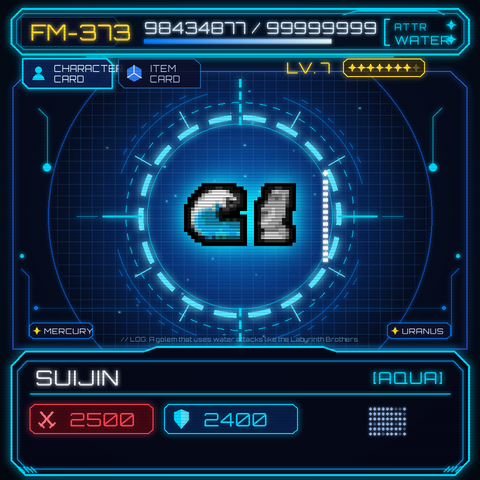 FM-373
98434877 / 99999999
ATTR
WATER
CHARACTER
CARD
ITEM
CARD
LV.7
MERCURY
URANUS
// LOG: A golem that uses water attacks like the Labyrinth Brothers.
SUIJIN
[AQUA]
2500
2400